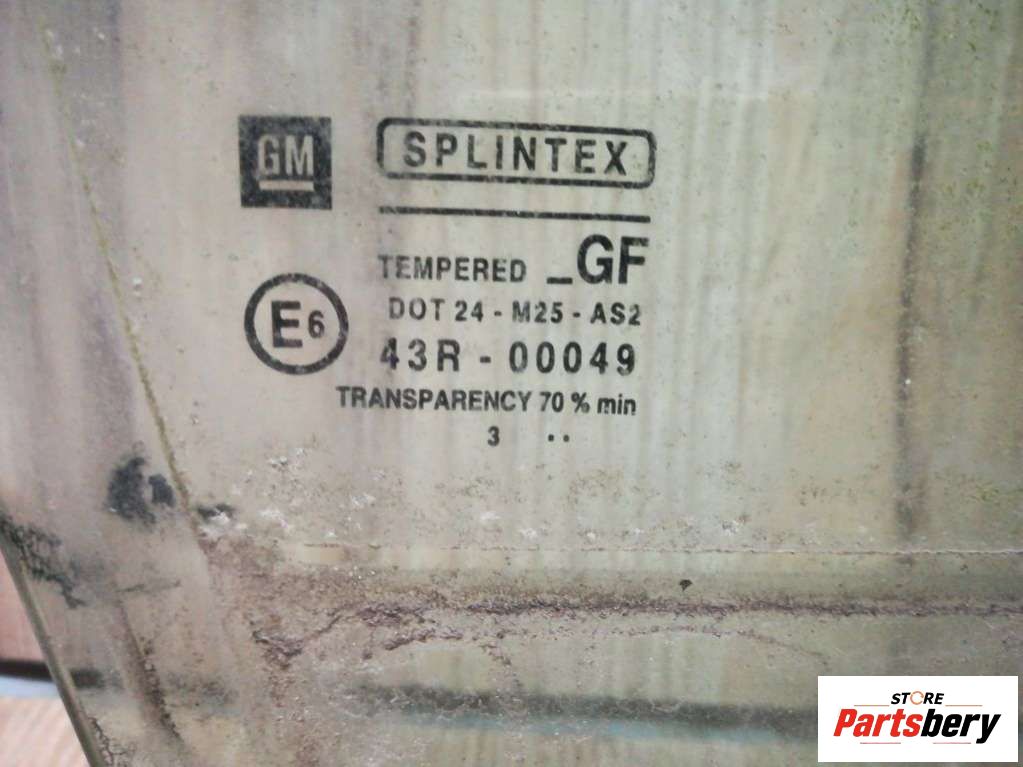 GM SPLINTEX
TEMPERED _GF
DOT 24 - M25 - AS2
E6 43R - 00049
TRANSPARENCY 70 % min
3 ..
STORE
Partsbery